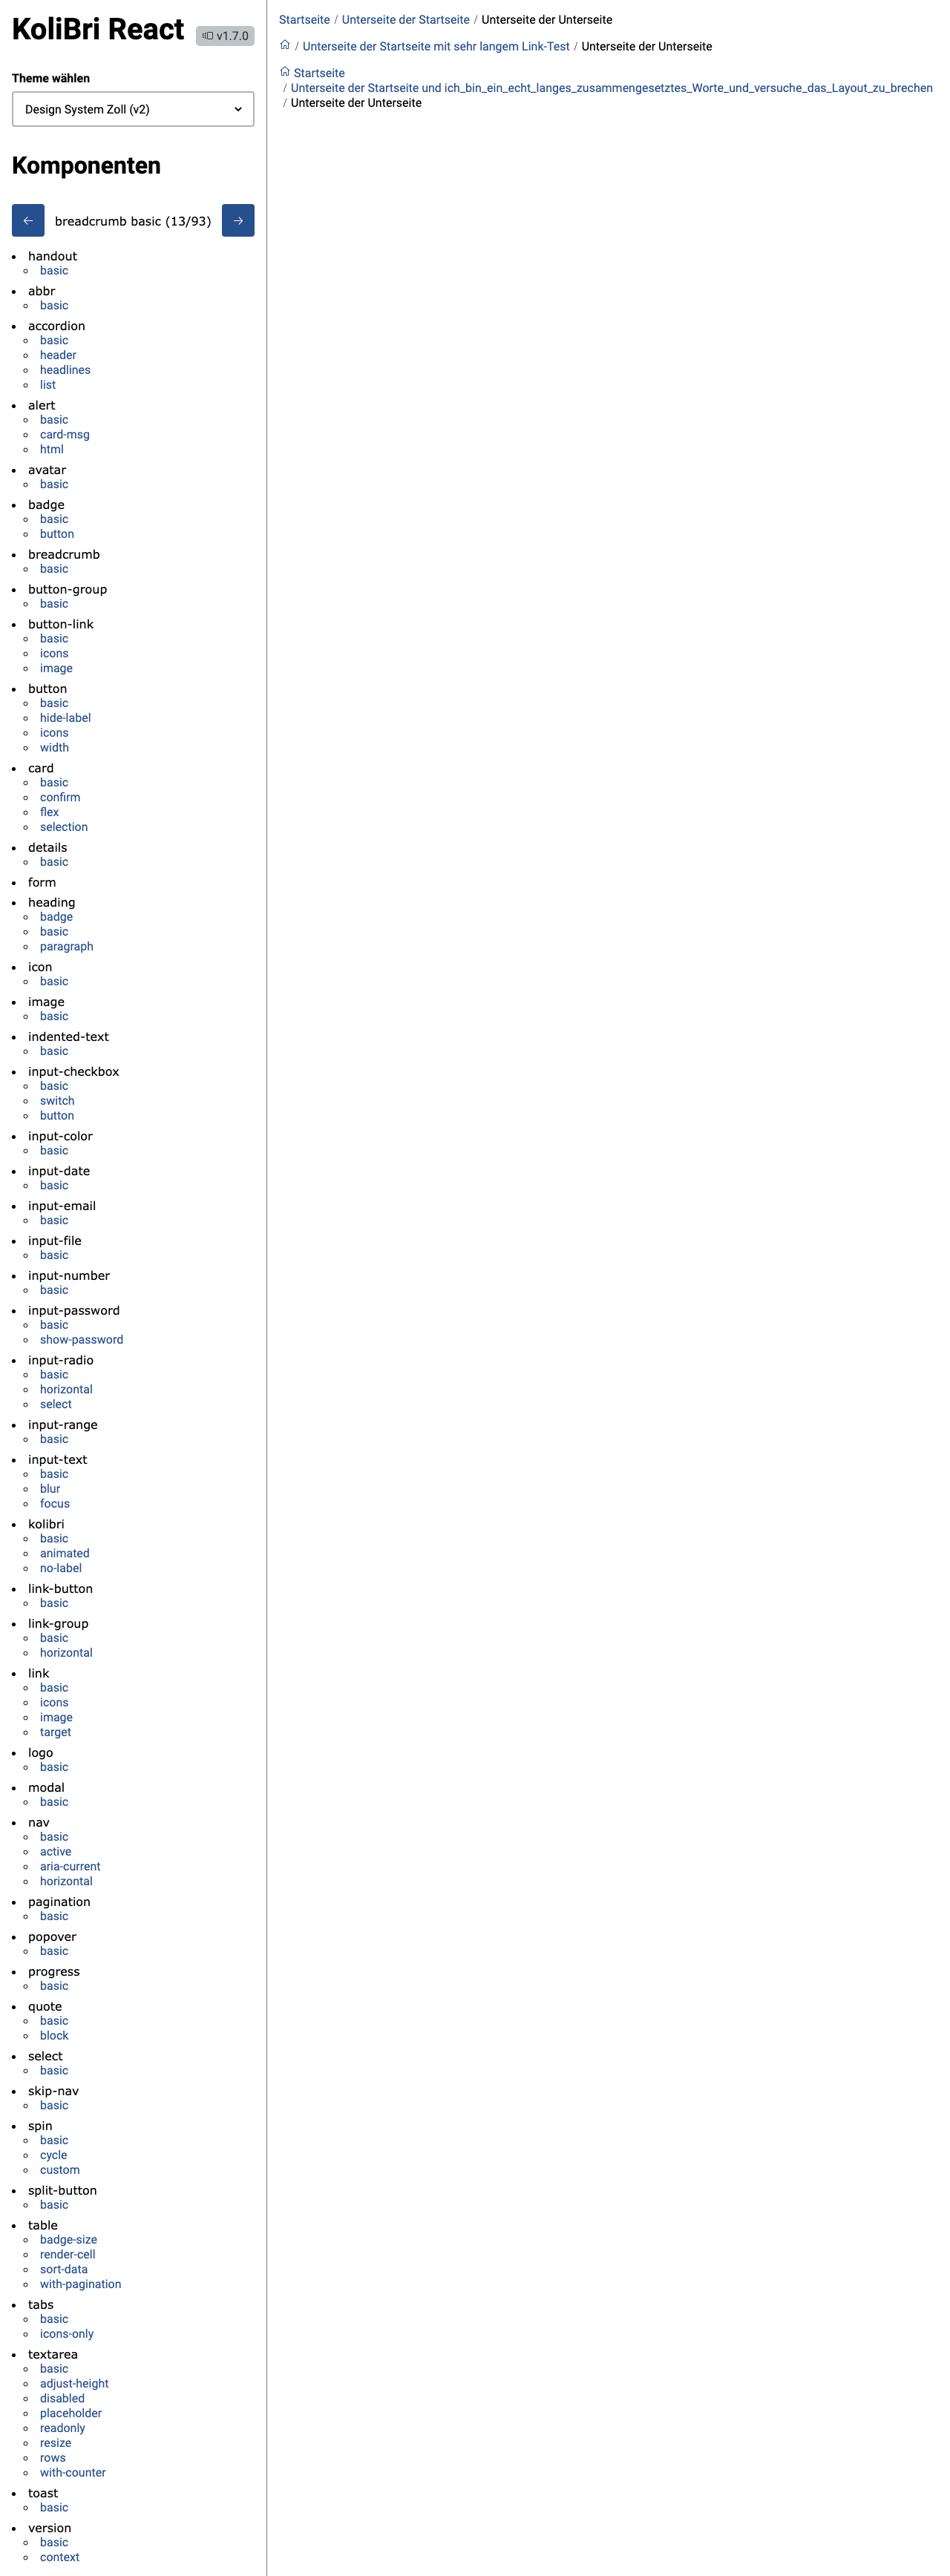 KoliBri React
v1.7.0
Theme wählen
Design System Zoll (v2)
Komponenten
breadcrumb basic (13/93)
handout
basic
abbr
basic
accordion
basic
header
headlines
list
alert
basic
card-msg
html
avatar
basic
badge
basic
button
breadcrumb
basic
button-group
basic
button-link
basic
icons
image
button
basic
hide-label
icons
width
card
basic
confirm
flex
selection
details
basic
form
heading
badge
basic
paragraph
icon
basic
image
basic
indented-text
basic
input-checkbox
basic
switch
button
input-color
basic
input-date
basic
input-email
basic
input-file
basic
input-number
basic
input-password
basic
show-password
input-radio
basic
horizontal
select
input-range
basic
input-text
basic
blur
focus
kolibri
basic
animated
no-label
link-button
basic
link-group
basic
horizontal
link
basic
icons
image
target
logo
basic
modal
basic
nav
basic
active
aria-current
horizontal
pagination
basic
popover
basic
progress
basic
quote
basic
block
select
basic
skip-nav
basic
spin
basic
cycle
custom
split-button
basic
table
badge-size
render-cell
sort-data
with-pagination
tabs
basic
icons-only
textarea
basic
adjust-height
disabled
placeholder
readonly
resize
rows
with-counter
toast
basic
version
basic
context
Startseite / Unterseite der Startseite / Unterseite der Unterseite
/ Unterseite der Startseite mit sehr langem Link-Test / Unterseite der Unterseite
Startseite
/ Unterseite der Startseite und ich_bin_ein_echt_langes_zusammengesetztes_Worte_und_versuche_das_Layout_zu_brechen
/ Unterseite der Unterseite